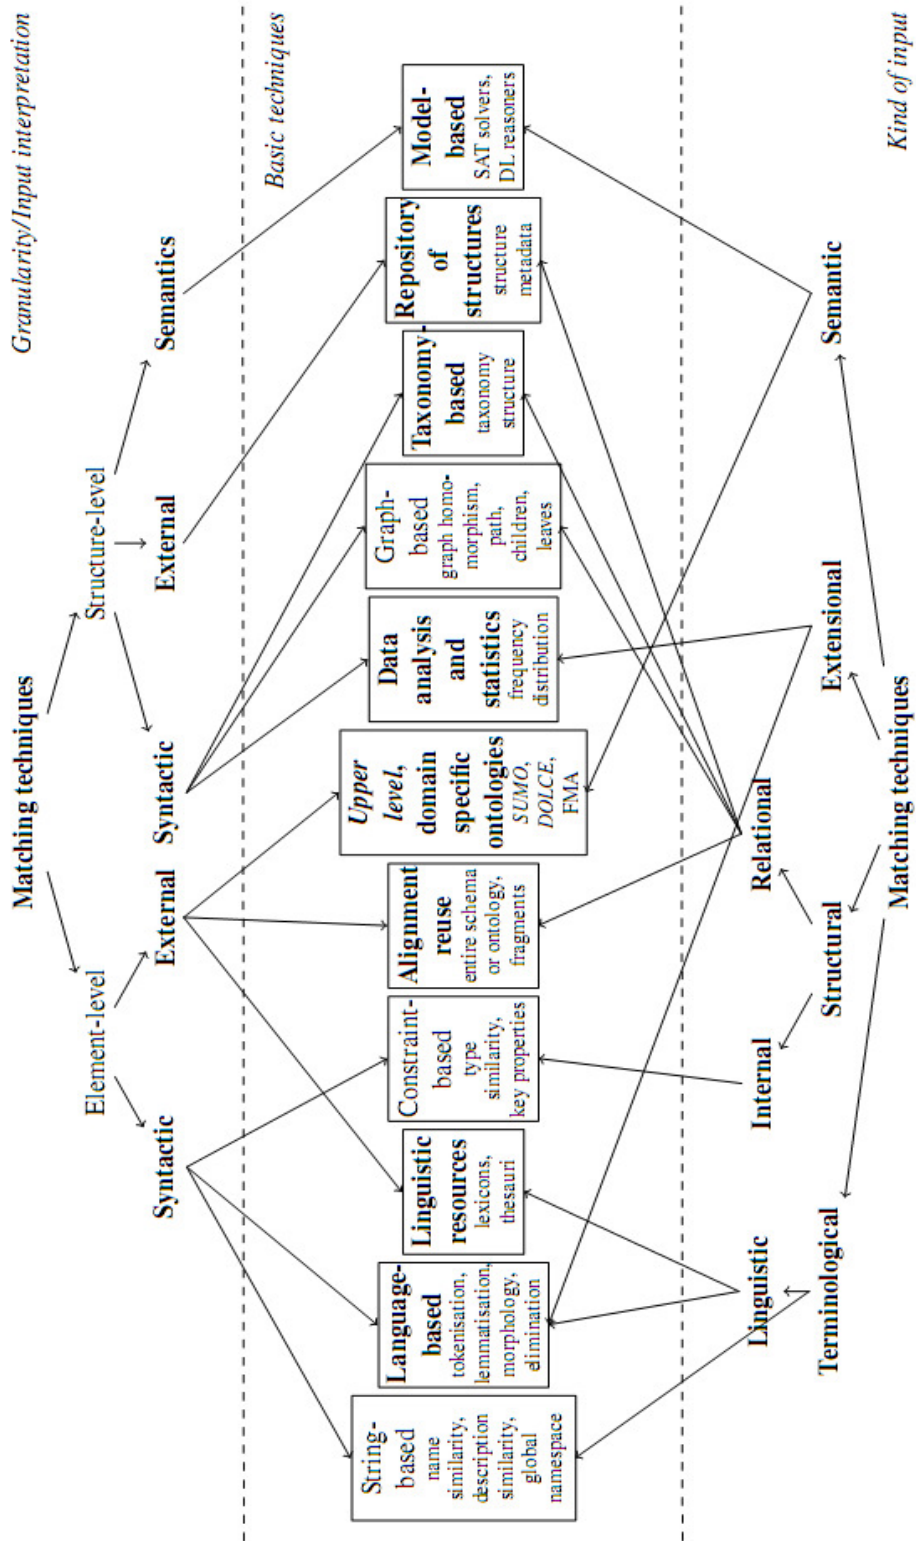 Granularity/Input interpretation
Matching techniques
Element-level
Structure-level
Syntactic
External
Syntactic
External
Semantics
Basic techniques
String-
based
name
similarity,
description
similarity,
global
namespace
Language-
based
tokenisation,
lemmatisation,
morphology,
elimination
Linguistic
resources
lexicons,
thesauri
Constraint-
based
type
similarity,
key properties
Alignment
reuse
entire schema
or ontology,
fragments
Upper
level,
domain
specific
ontologies
SUMO,
DOLCE,
FMA
Data
analysis
and
statistics
frequency
distribution
Graph-
based
graph homo-
morphism,
path,
children,
leaves
Taxonomy-
based
taxonomy
structure
Repository
of
structures
structure
metadata
Model-
based
SAT solvers,
DL reasoners
Linguistic
Internal
Relational
Terminological
Structural
Extensional
Semantic
Matching techniques
Kind of input